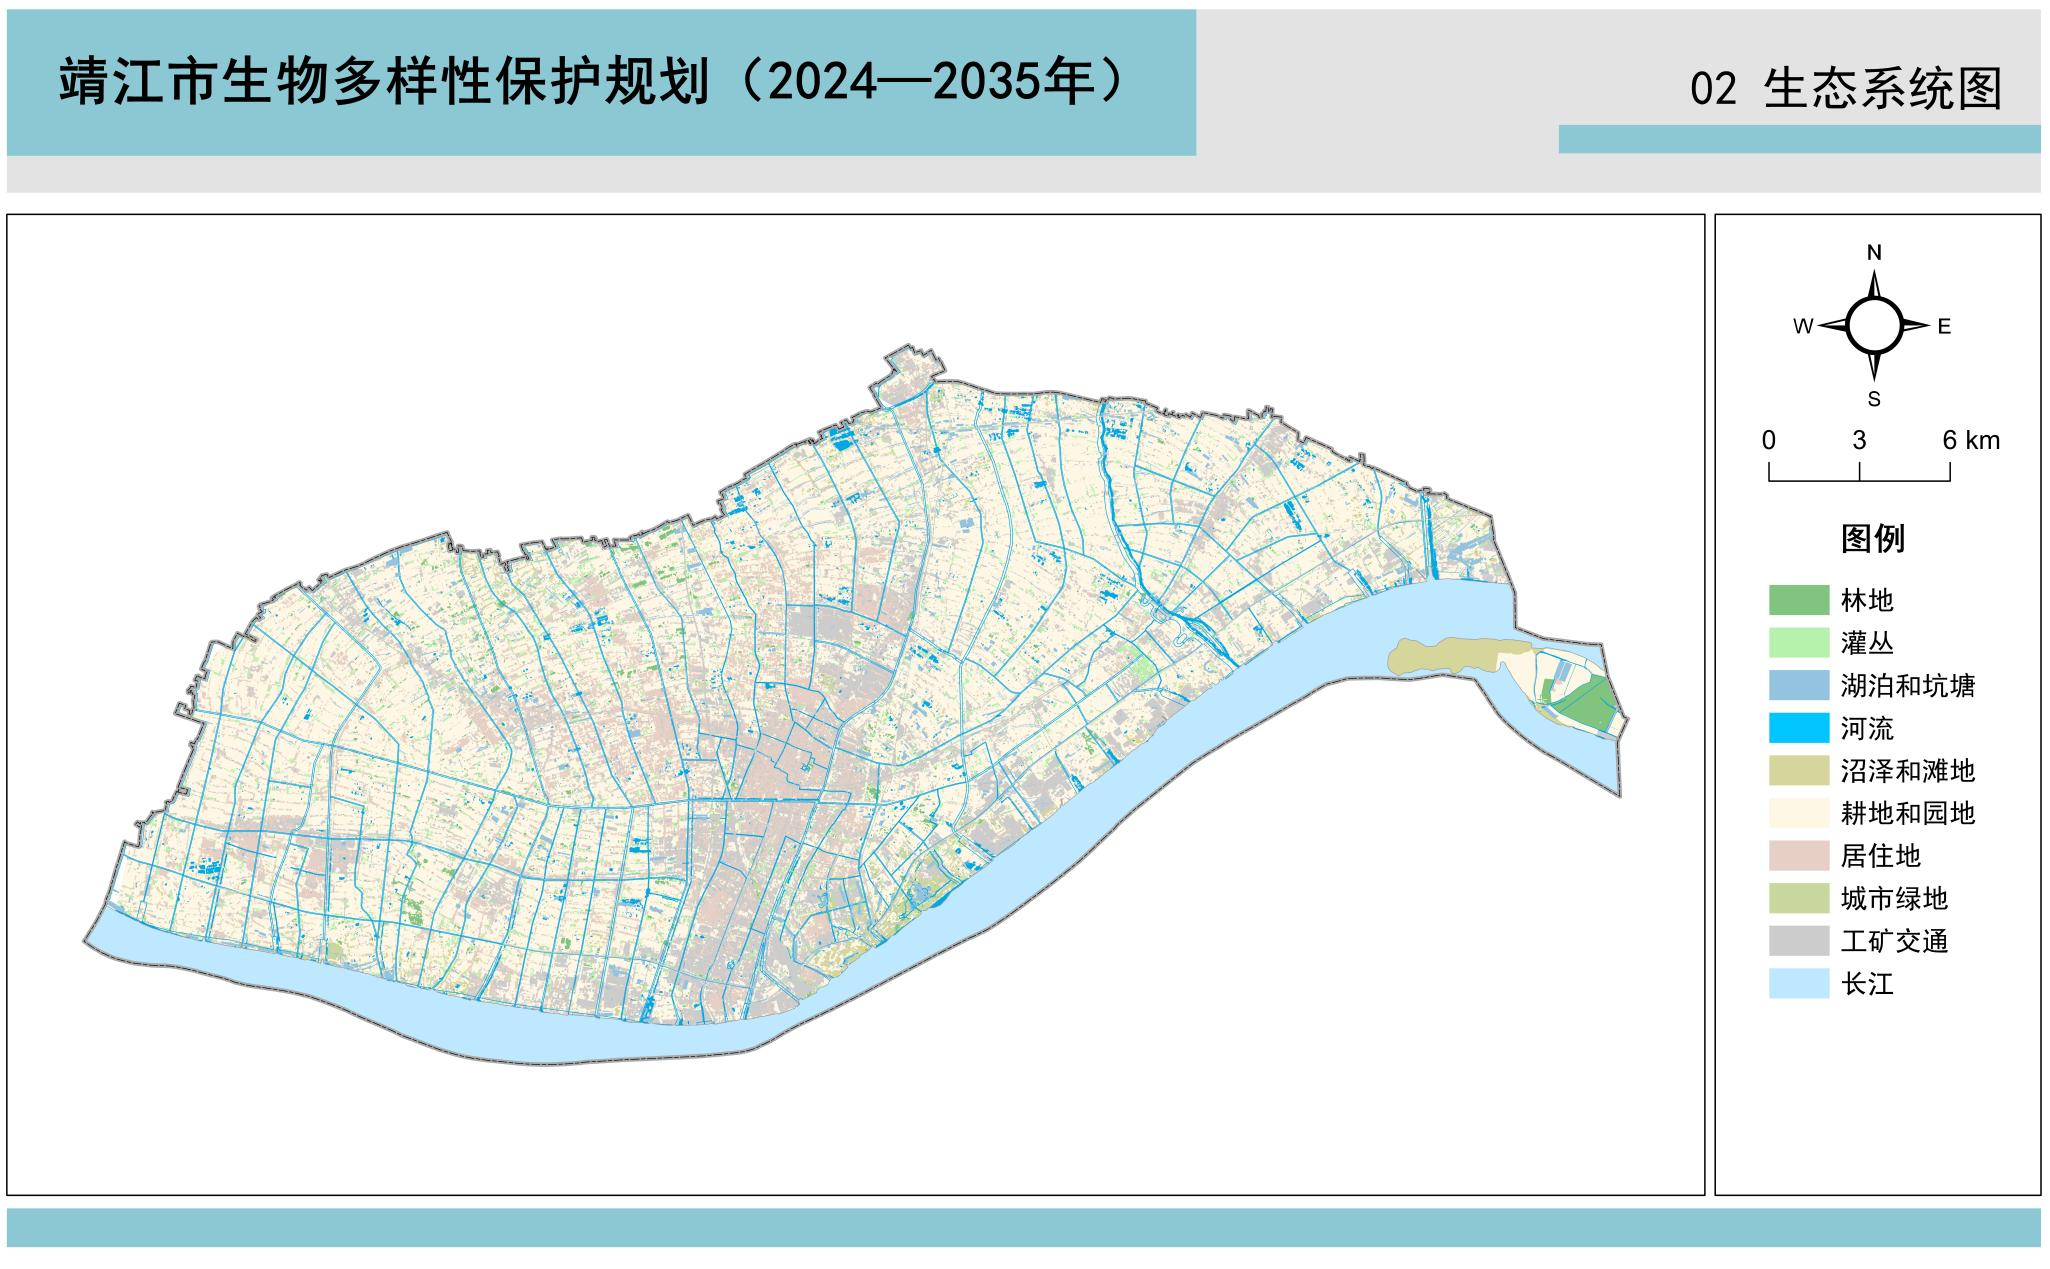 靖江市生物多样性保护规划（2024—2035年）
02 生态系统图
N
W E
S
0 3 6 km
图例
林地
灌丛
湖泊和坑塘
河流
沼泽和滩地
耕地和园地
居住地
城市绿地
工矿交通
长江